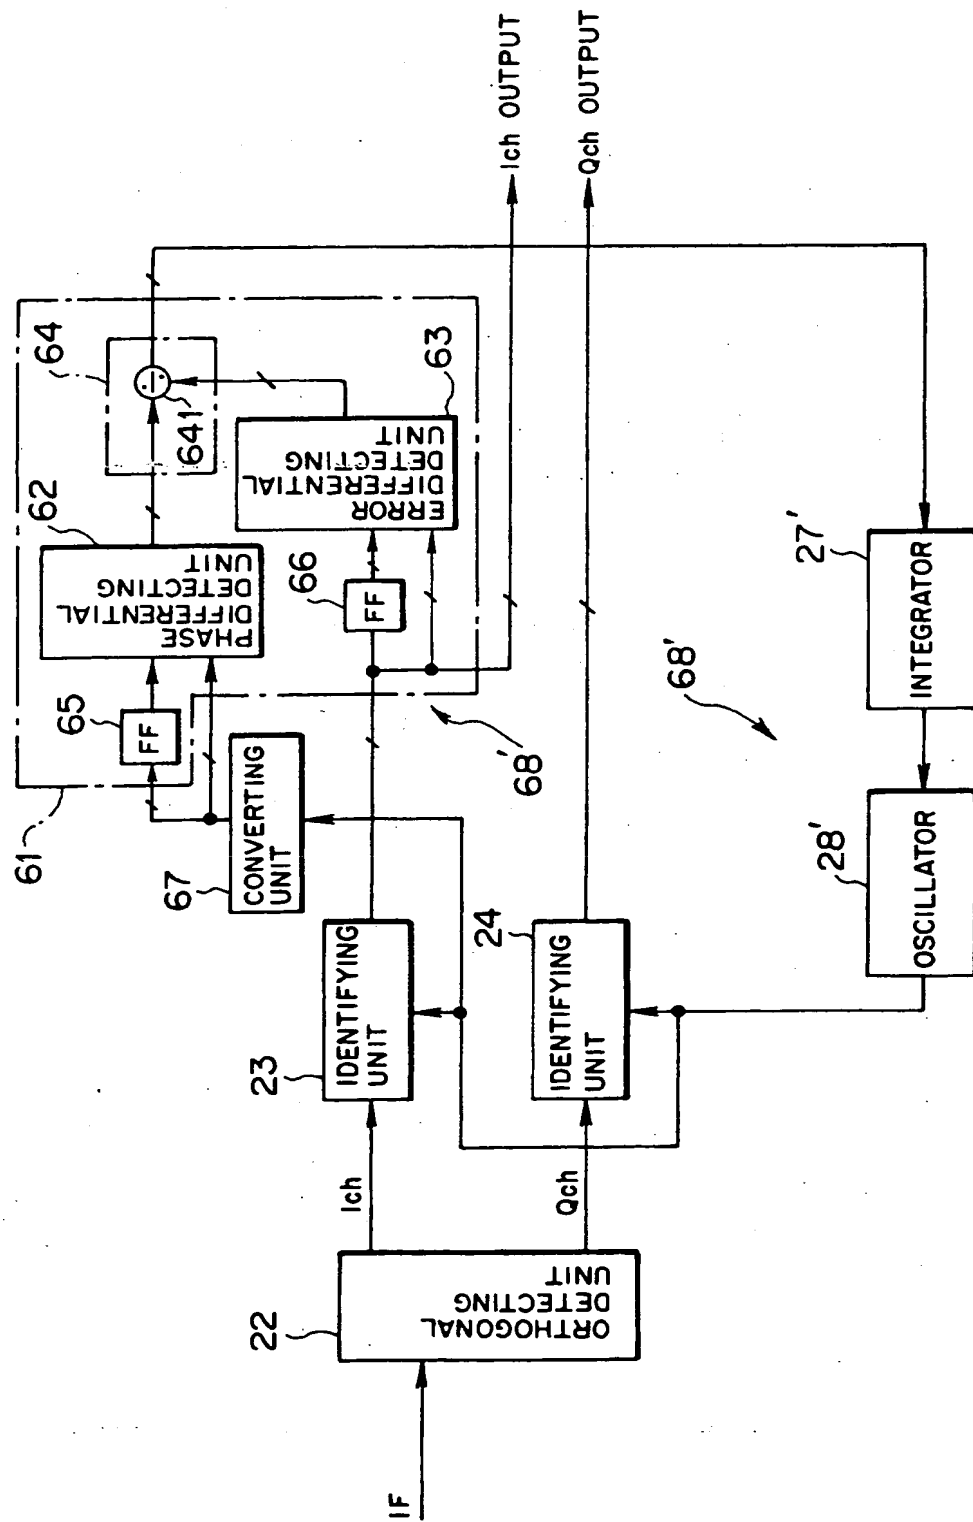 IF
22
ORTHOGONAL
DETECTING
UNIT
Ich
Qch
23
IDENTIFYING
UNIT
24
IDENTIFYING
UNIT
67
CONVERTING
UNIT
61
65
FF
62
PHASE
DIFFERENTIAL
DETECTING
UNIT
66
FF
63
ERROR
DIFFERENTIAL
DETECTING
UNIT
64
÷
641
68'
68'
28'
OSCILLATOR
27'
INTEGRATOR
Ich OUTPUT
Qch OUTPUT